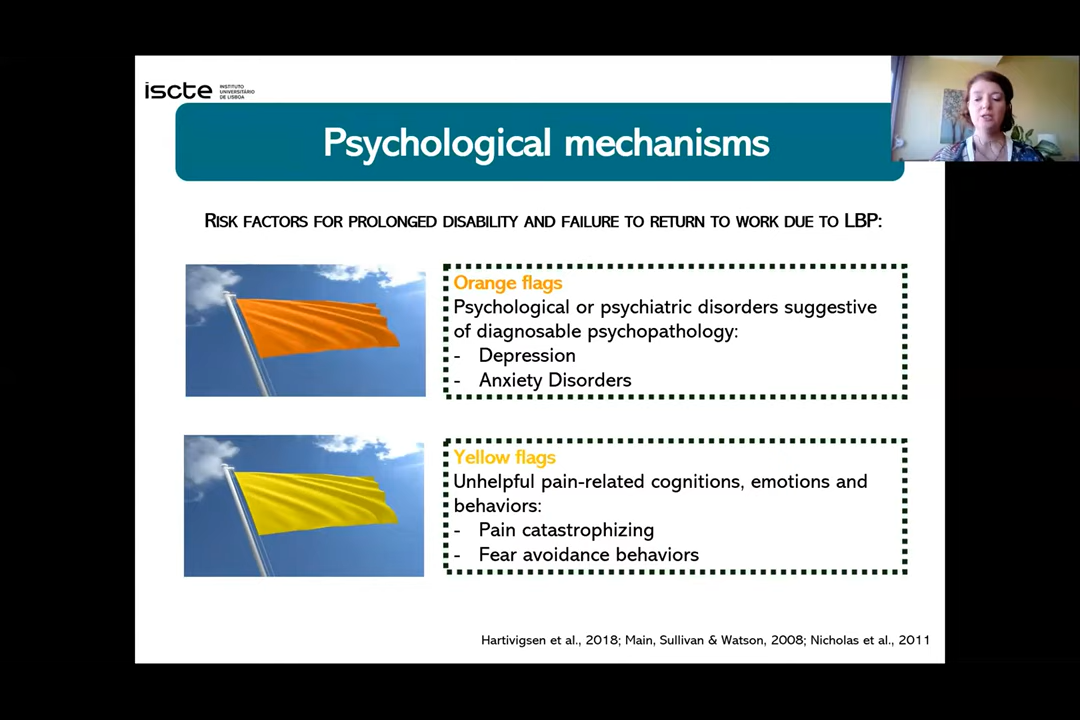 iscte
INSTITUTO
UNIVERSITÁRIO
DE LISBOA
Psychological mechanisms
RISK FACTORS FOR PROLONGED DISABILITY AND FAILURE TO RETURN TO WORK DUE TO LBP:
Orange flags
Psychological or psychiatric disorders suggestive
of diagnosable psychopathology:
- Depression
- Anxiety Disorders
Yellow flags
Unhelpful pain-related cognitions, emotions and
behaviors:
- Pain catastrophizing
- Fear avoidance behaviors
Hartivigsen et al., 2018; Main, Sullivan & Watson, 2008; Nicholas et al., 2011